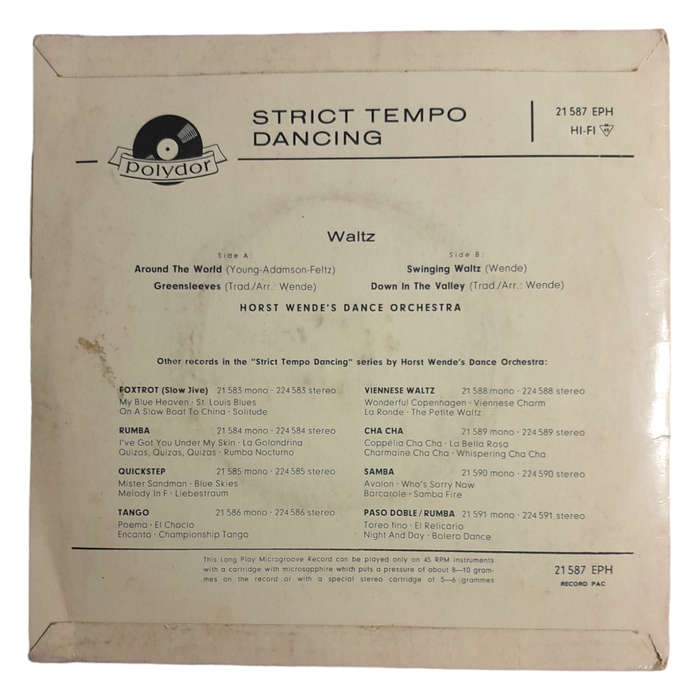 polydor
STRICT TEMPO
DANCING
21 587 EPH
HI-FI 45
Waltz
Side A:
Around The World (Young-Adamson-Feltz)
Greensleeves (Trad./Arr.: Wende)
Side B:
Swinging Waltz (Wende)
Down In The Valley (Trad./Arr.: Wende)
HORST WENDE'S DANCE ORCHESTRA
Other records in the "Strict Tempo Dancing" series by Horst Wende's Dance Orchestra:
FOXTROT (Slow Jive) 21 583 mono · 224 583 stereo
My Blue Heaven · St. Louis Blues
On A Slow Boat To China · Solitude
RUMBA 21 584 mono · 224 584 stereo
I've Got You Under My Skin · La Golondrina
Quizas, Quizas, Quizas · Rumba Nocturno
QUICKSTEP 21 585 mono · 224 585 stereo
Mister Sandman · Blue Skies
Melody In F · Liebestraum
TANGO 21 586 mono · 224 586 stereo
Poema · El Choclo
Encanto · Championship Tango
VIENNESE WALTZ 21 588 mono · 224 588 stereo
Wonderful Copenhagen · Viennese Charm
La Ronde · The Petite Waltz
CHA CHA 21 589 mono · 224 589 stereo
Coppélia Cha Cha · La Bella Rosa
Charmaine Cha Cha · Whispering Cha Cha
SAMBA 21 590 mono · 224 590 stereo
Avalon · Who's Sorry Now
Barcarole · Samba Fire
PASO DOBLE/RUMBA 21 591 mono · 224 591 stereo
Toreo fino · El Relicario
Night And Day · Bolero Dance
This Long Play Microgroove Record can be played only on 45 RPM instruments
with a cartridge with microsapphire which puts a pressure of about 8—10 gram-
mes on the record or with a special stereo cartridge of 5—6 grammes
21 587 EPH
RECORD PAC